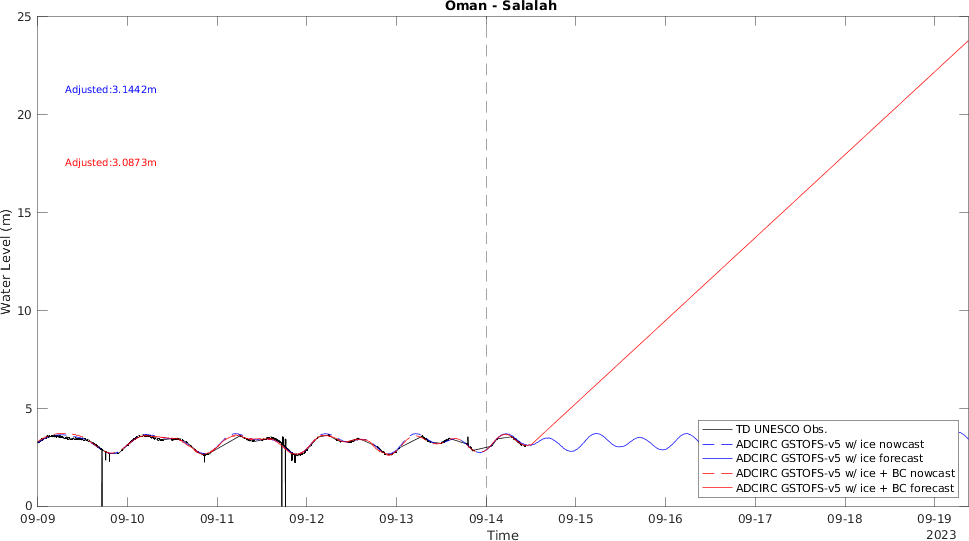 Oman - Salalah
25
20
15
10
5
0
Water Level (m)
Adjusted:3.1442m
Adjusted:3.0873m
TD UNESCO Obs.
ADCIRC GSTOFS-v5 w/ ice nowcast
ADCIRC GSTOFS-v5 w/ ice forecast
ADCIRC GSTOFS-v5 w/ ice + BC nowcast
ADCIRC GSTOFS-v5 w/ ice + BC forecast
09-09 09-10 09-11 09-12 09-13 09-14 09-15 09-16 09-17 09-18 09-19
2023
Time